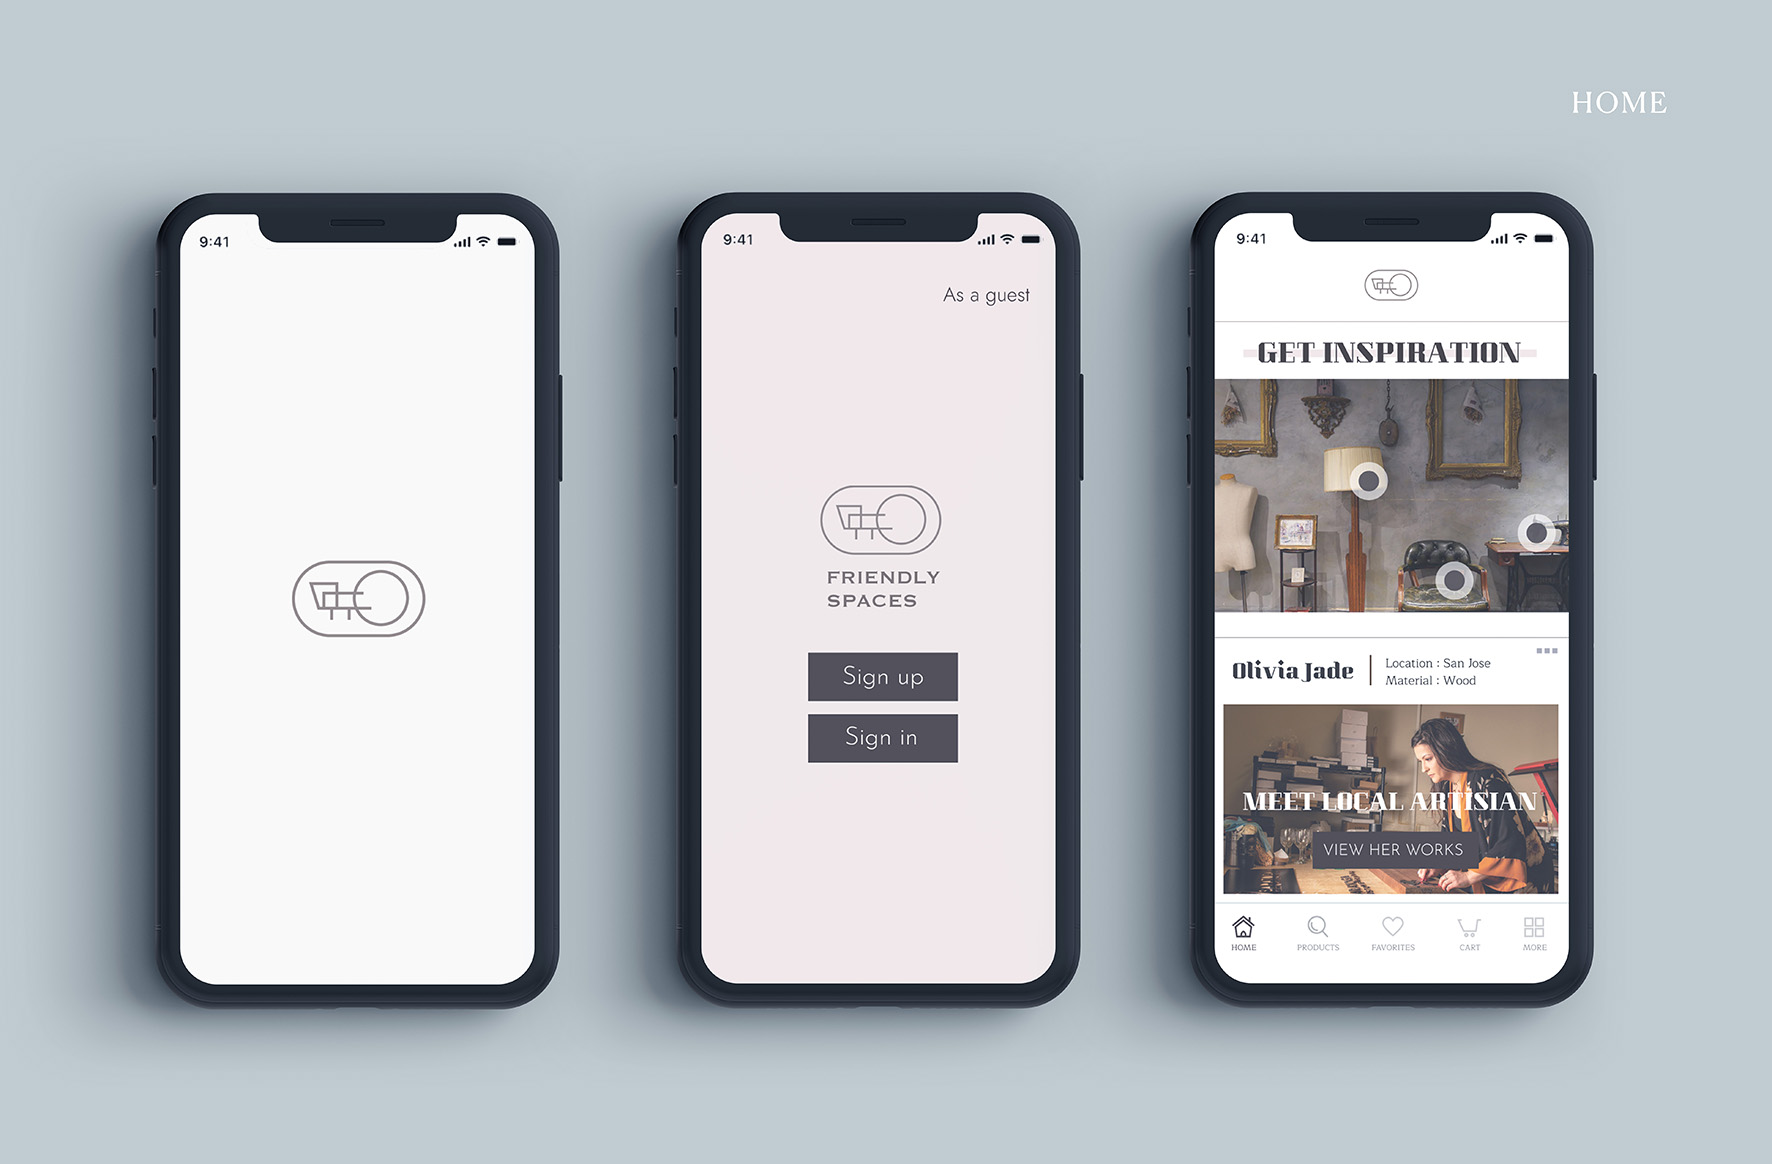 HOME
9:41
9:41
As a guest
FRIENDLY
SPACES
Sign up
Sign in
9:41
GET INSPIRATION
Olivia Jade
Location : San Jose
Material : Wood
MEET LOCAL ARTISIAN
VIEW HER WORKS
HOME
PRODUCTS
FAVORITES
CART
MORE